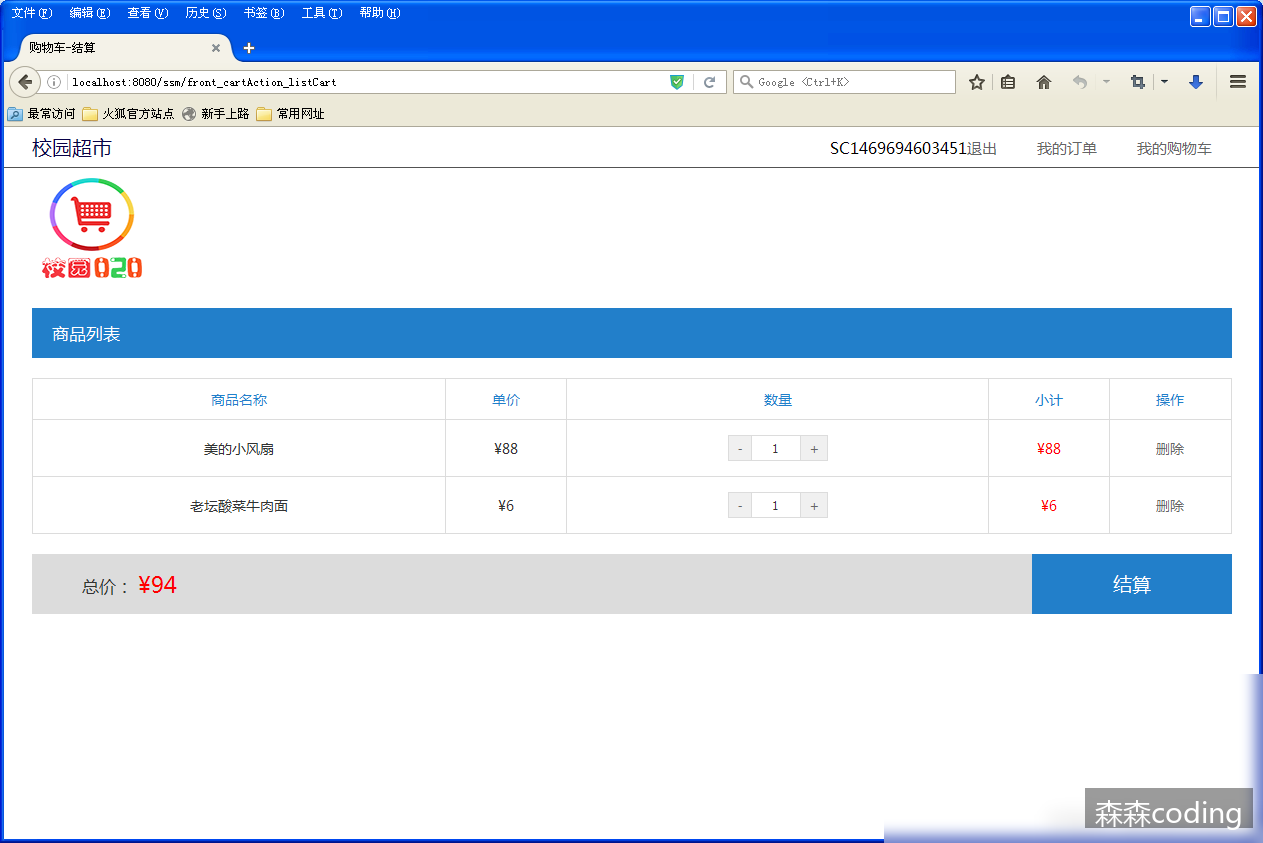 文件(F) 编辑(E) 查看(V) 历史(S) 书签(B) 工具(T) 帮助(H)
购物车-结算
localhost:8080/ssm/front_cartAction_listCart Google <Ctrl+K>
最常访问 火狐官方站点 新手上路 常用网址
校园超市 SC1469694603451退出 我的订单 我的购物车
校园020
商品列表
商品名称 单价 数量 小计 操作
美的小风扇 ¥88 - 1 + ¥88 删除
老坛酸菜牛肉面 ¥6 - 1 + ¥6 删除
总价： ¥94 结算
森森coding